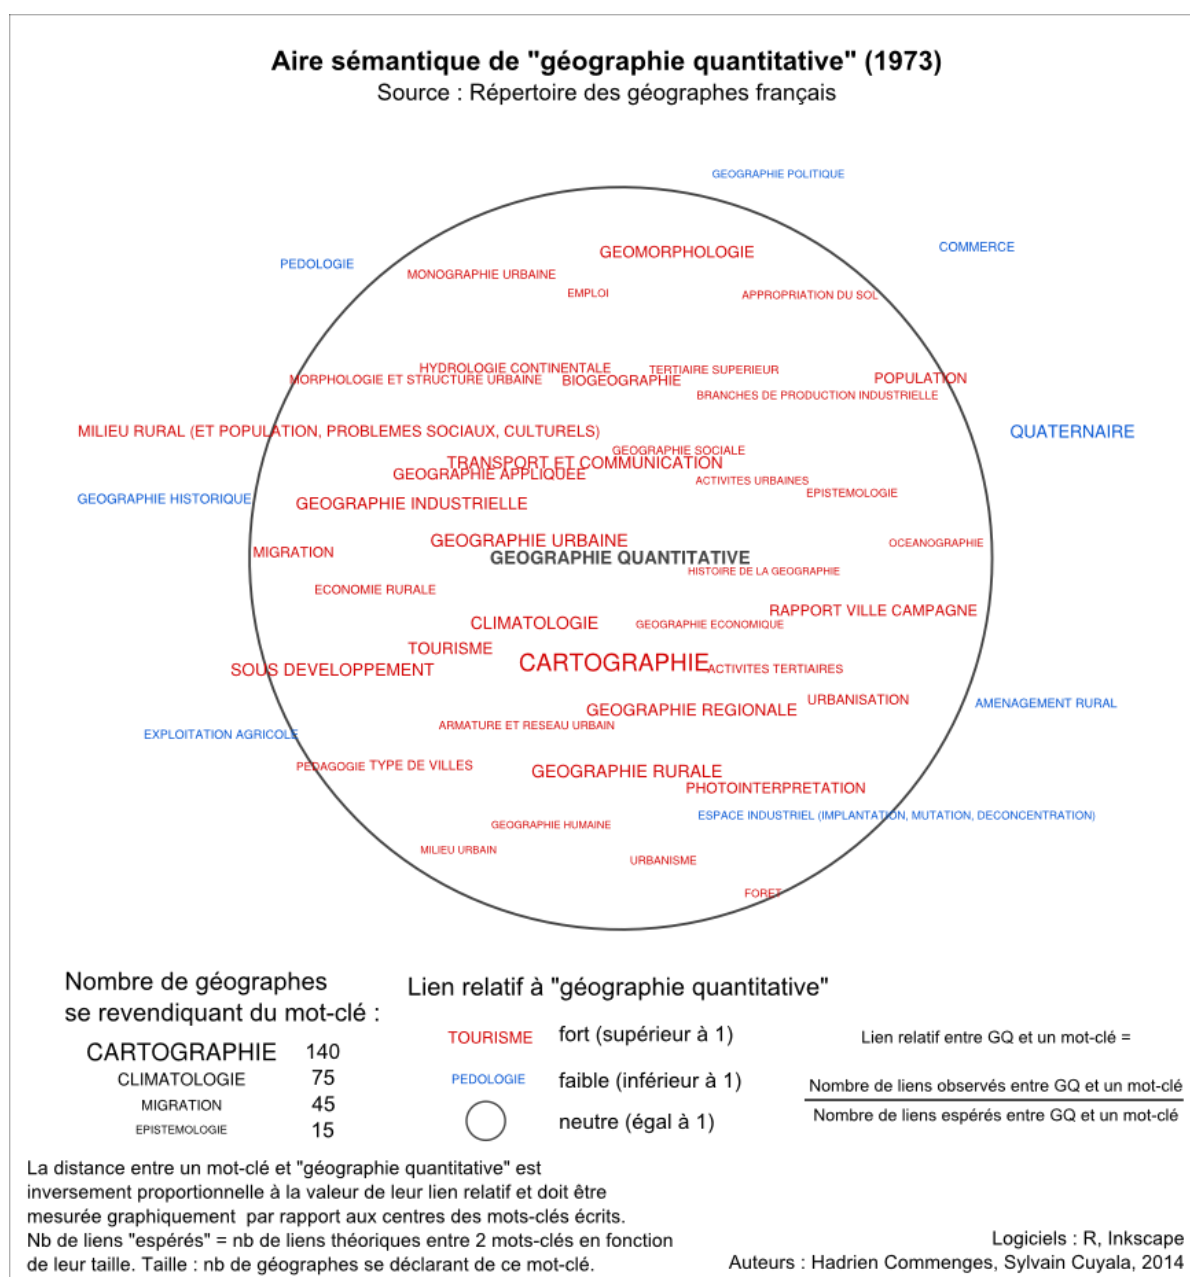 Aire sémantique de "géographie quantitative" (1973)
Source : Répertoire des géographes français
GEOGRAPHIE POLITIQUE
COMMERCE
GEOMORPHOLOGIE
PEDOLOGIE
MONOGRAPHIE URBAINE
EMPLOI
APPROPRIATION DU SOL
HYDROLOGIE CONTINENTALE
TERTIAIRE SUPERIEUR
MORPHOLOGIE ET STRUCTURE URBAINE
BIOGEOGRAPHIE
POPULATION
BRANCHES DE PRODUCTION INDUSTRIELLE
MILIEU RURAL (ET POPULATION, PROBLEMES SOCIAUX, CULTURELS)
QUATERNAIRE
GEOGRAPHIE SOCIALE
TRANSPORT ET COMMUNICATION
GEOGRAPHIE APPLIQUEE
ACTIVITES URBAINES
EPISTEMOLOGIE
GEOGRAPHIE HISTORIQUE
GEOGRAPHIE INDUSTRIELLE
GEOGRAPHIE URBAINE
OCEANOGRAPHIE
MIGRATION
GEOGRAPHIE QUANTITATIVE
HISTOIRE DE LA GEOGRAPHIE
ECONOMIE RURALE
RAPPORT VILLE CAMPAGNE
CLIMATOLOGIE
GEOGRAPHIE ECONOMIQUE
TOURISME
CARTOGRAPHIE
SOUS DEVELOPPEMENT
ACTIVITES TERTIAIRES
URBANISATION
AMENAGEMENT RURAL
GEOGRAPHIE REGIONALE
ARMATURE ET RESEAU URBAIN
EXPLOITATION AGRICOLE
PEDAGOGIE
TYPE DE VILLES
GEOGRAPHIE RURALE
PHOTOINTERPRETATION
ESPACE INDUSTRIEL (IMPLANTATION, MUTATION, DECONCENTRATION)
GEOGRAPHIE HUMAINE
MILIEU URBAIN
URBANISME
FORET
Nombre de géographes
se revendiquant du mot-clé :
CARTOGRAPHIE 140
CLIMATOLOGIE 75
MIGRATION 45
EPISTEMOLOGIE 15
Lien relatif à "géographie quantitative"
TOURISME fort (supérieur à 1)
PEDOLOGIE faible (inférieur à 1)
neutre (égal à 1)
Lien relatif entre GQ et un mot-clé =
Nombre de liens observés entre GQ et un mot-clé
Nombre de liens espérés entre GQ et un mot-clé
La distance entre un mot-clé et "géographie quantitative" est
inversement proportionnelle à la valeur de leur lien relatif et doit être
mesurée graphiquement par rapport aux centres des mots-clés écrits.
Nb de liens "espérés" = nb de liens théoriques entre 2 mots-clés en fonction
de leur taille. Taille : nb de géographes se déclarant de ce mot-clé.
Logiciels : R, Inkscape
Auteurs : Hadrien Commenges, Sylvain Cuyala, 2014